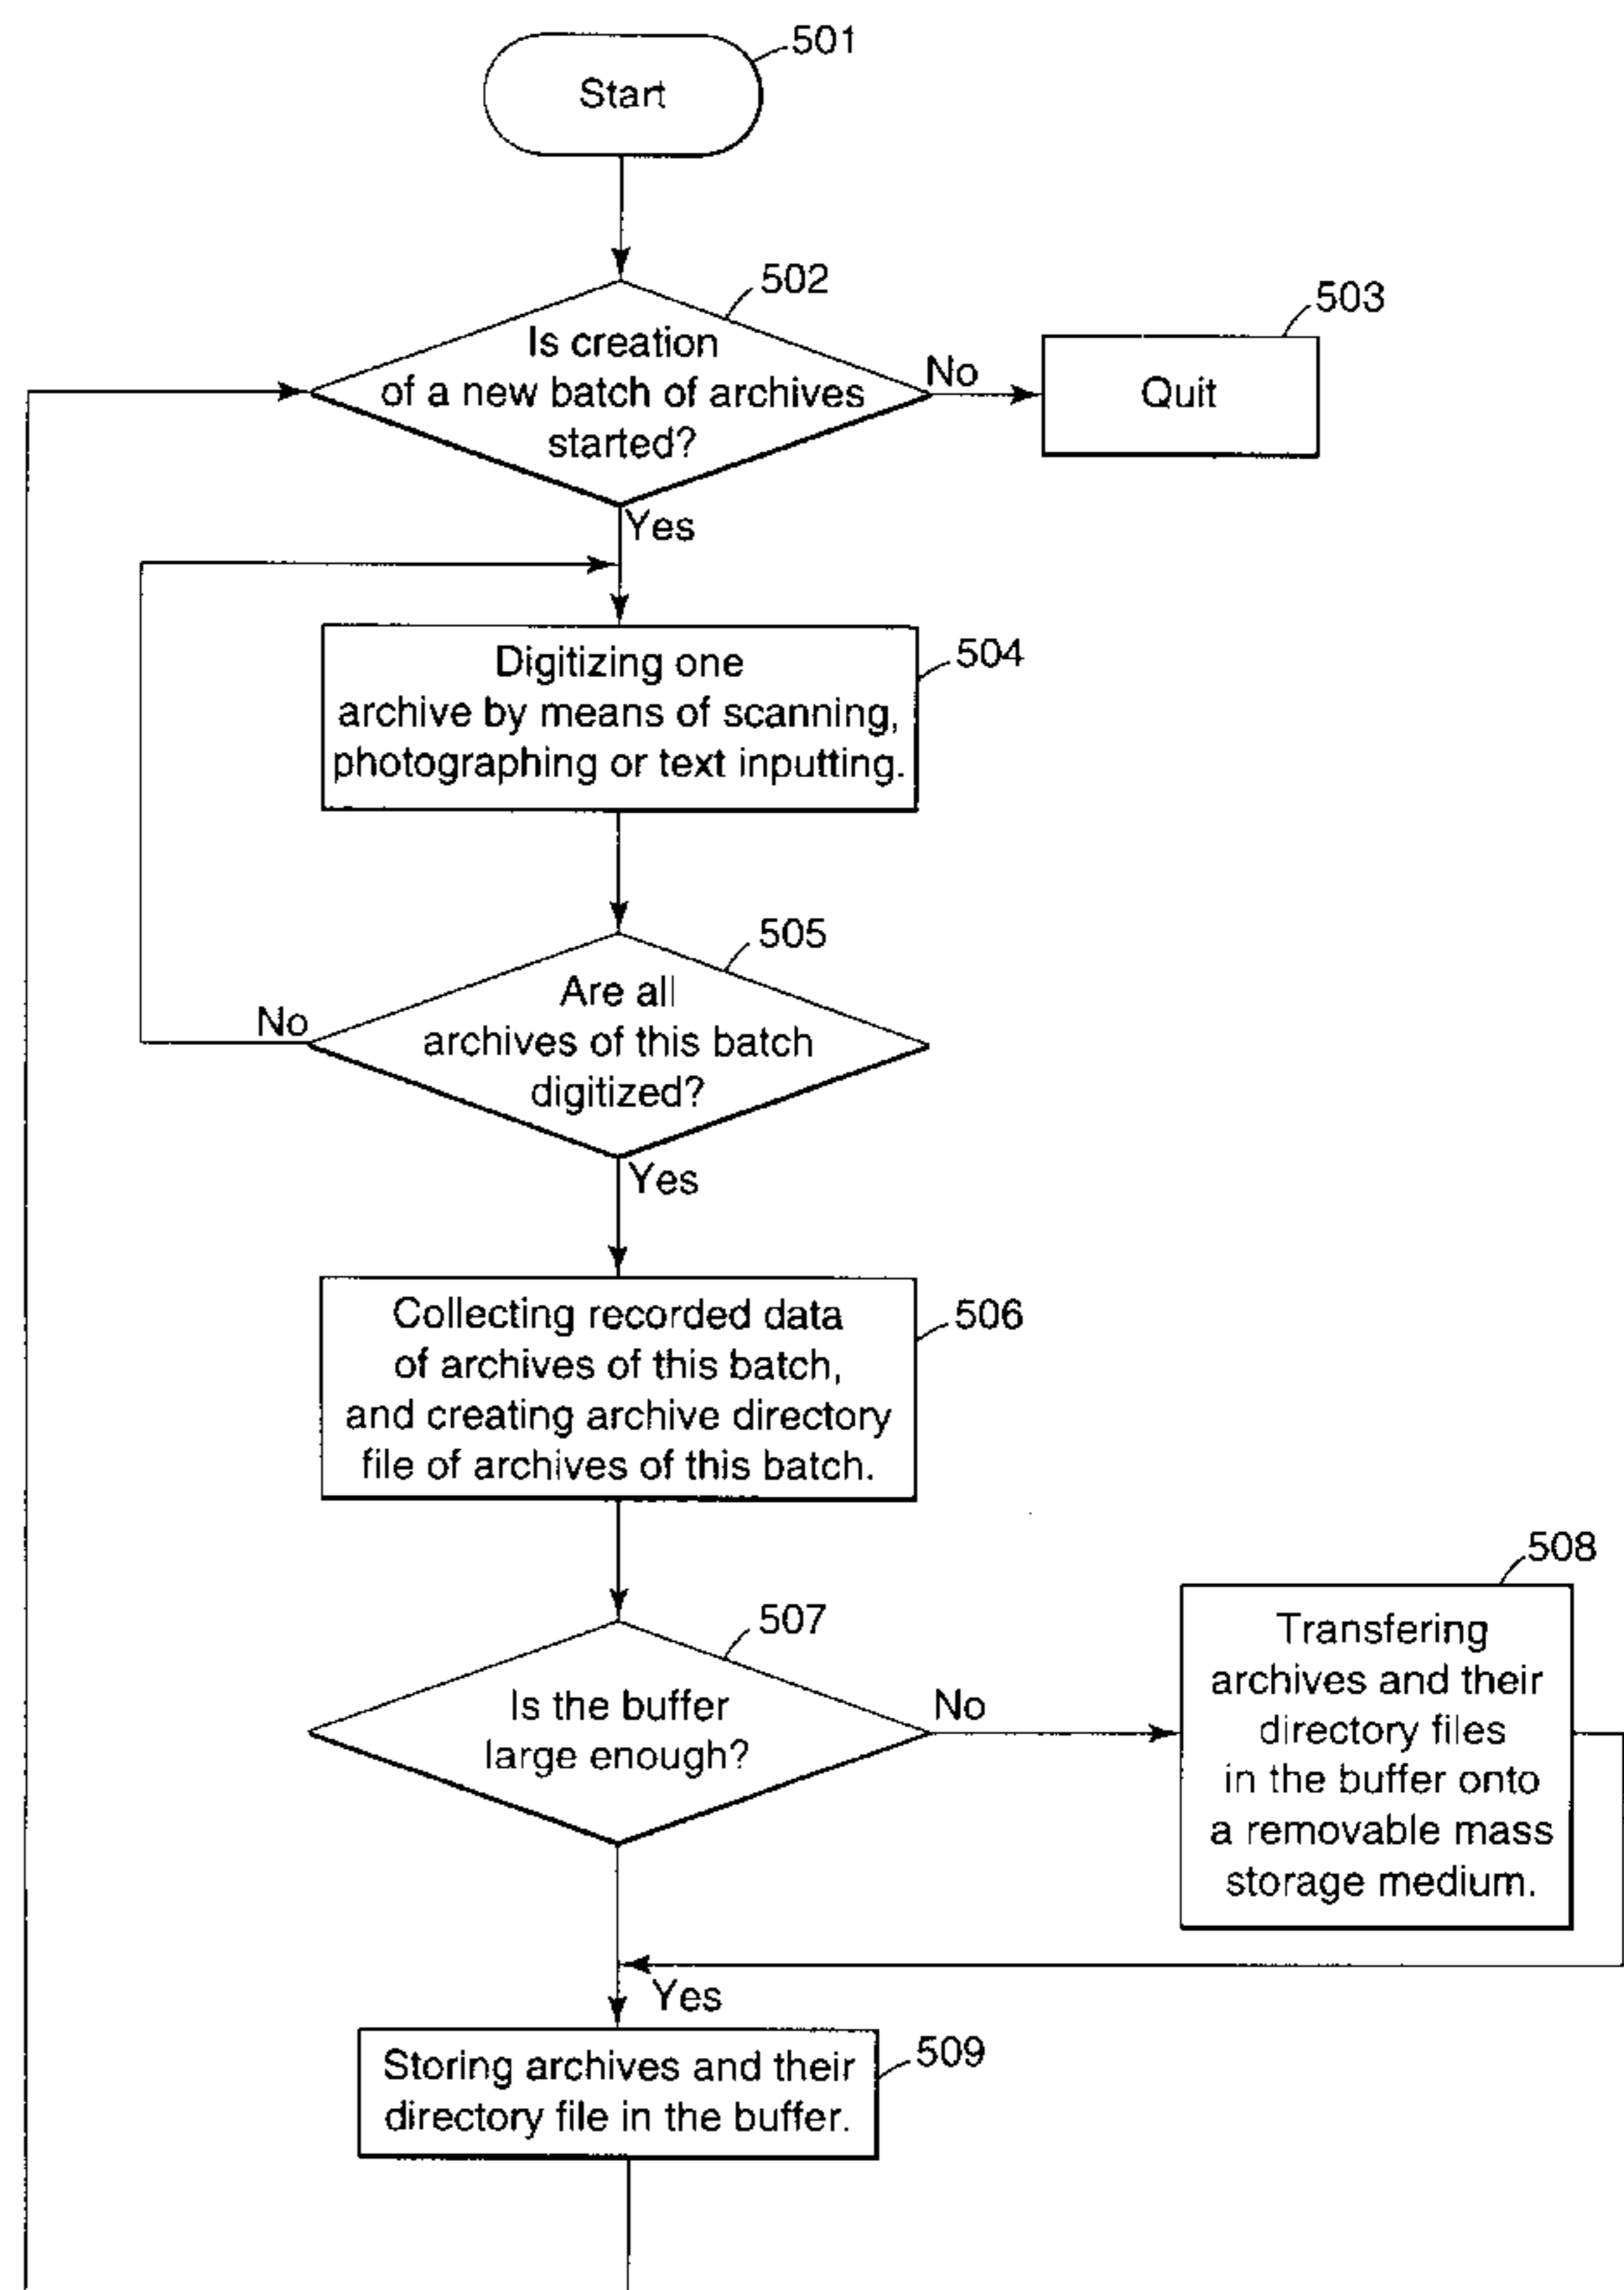 501
Start
502
Is creation
of a new batch of archives
started?
No
503
Quit
Yes
504
Digitizing one
archive by means of scanning,
photographing or text inputting.
505
Are all
archives of this batch
digitized?
No
Yes
506
Collecting recorded data
of archives of this batch,
and creating archive directory
file of archives of this batch.
507
Is the buffer
large enough?
No
508
Transfering
archives and their
directory files
in the buffer onto
a removable mass
storage medium.
Yes
509
Storing archives and their
directory file in the buffer.